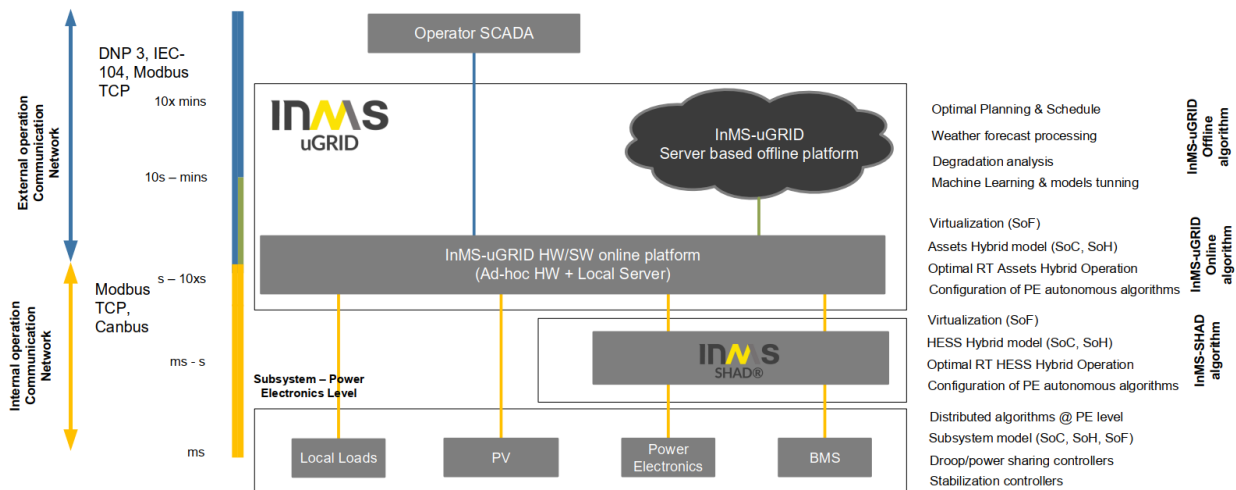 External operation
Communication
Network
DNP 3, IEC-
104, Modbus
TCP
10x mins
10s – mins
Operator SCADA
InMS
uGRID
InMS-uGRID
Server based offline platform
Optimal Planning & Schedule
Weather forecast processing
Degradation analysis
Machine Learning & models tunning
InMS-uGRID
Offline
algorithm
InMS-uGRID HW/SW online platform
(Ad-hoc HW + Local Server)
Virtualization (SoF)
Assets Hybrid model (SoC, SoH)
Optimal RT Assets Hybrid Operation
Configuration of PE autonomous algorithms
InMS-uGRID
Online
algorithm
Internal operation
Communication
Network
s – 10xs
Modbus
TCP,
Canbus
ms - s
ms
InMS
SHAD®
Virtualization (SoF)
HESS Hybrid model (SoC, SoH)
Optimal RT HESS Hybrid Operation
Configuration of PE autonomous algorithms
InMS-SHAD
algorithm
Subsystem – Power
Electronics Level
Local Loads
PV
Power
Electronics
BMS
Distributed algorithms @ PE level
Subsystem model (SoC, SoH, SoF)
Droop/power sharing controllers
Stabilization controllers